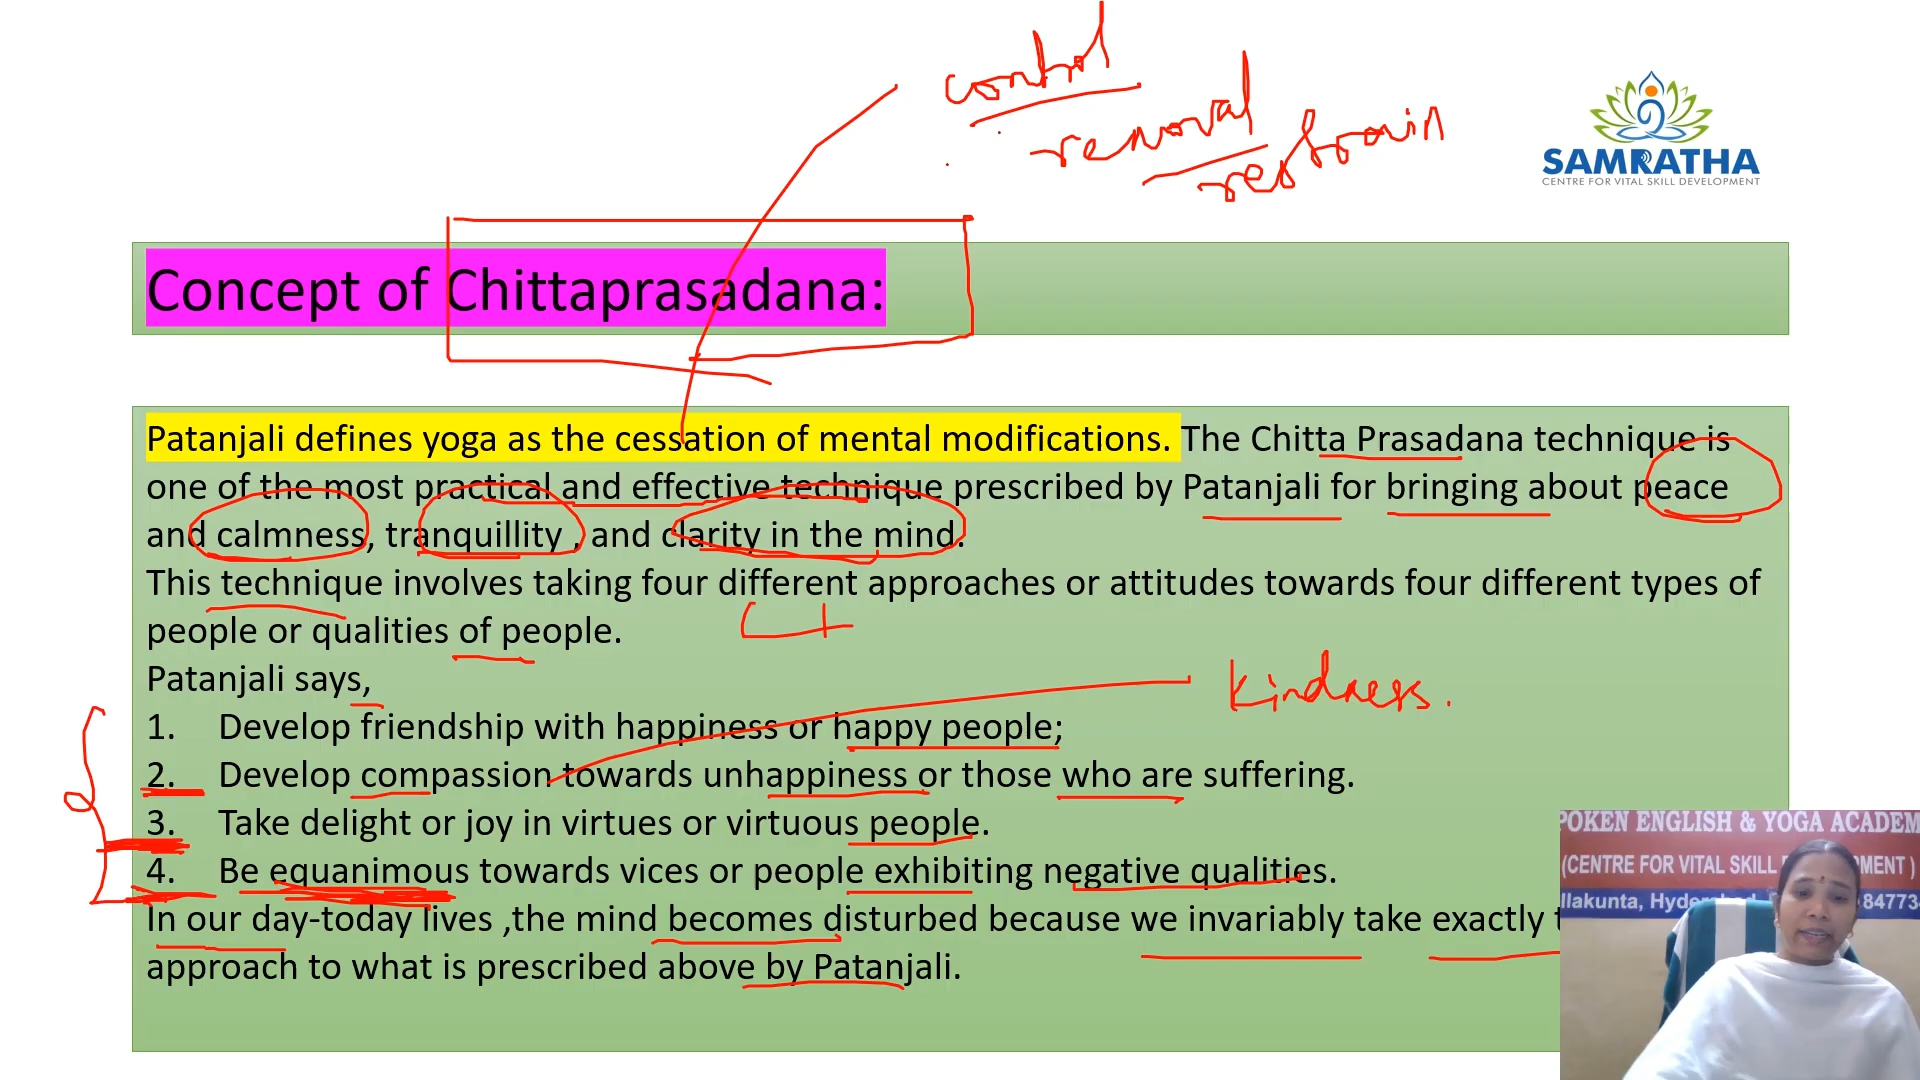 control
removal
restrain
SAMRATHA
CENTRE FOR VITAL SKILL DEVELOPMENT
Concept of Chittaprasadana:
Patanjali defines yoga as the cessation of mental modifications. The Chitta Prasadana technique is
one of the most practical and effective technique prescribed by Patanjali for bringing about peace
and calmness, tranquillity , and clarity in the mind.
This technique involves taking four different approaches or attitudes towards four different types of
people or qualities of people.
Patanjali says,
kindness.
1. Develop friendship with happiness or happy people;
2. Develop compassion towards unhappiness or those who are suffering.
3. Take delight or joy in virtues or virtuous people.
4. Be equanimous towards vices or people exhibiting negative qualities.
In our day-today lives ,the mind becomes disturbed because we invariably take exactly t
approach to what is prescribed above by Patanjali.
POKEN ENGLISH & YOGA ACADEM
(CENTRE FOR VITAL SKILL PMENT )
llakunta, Hyde 84773